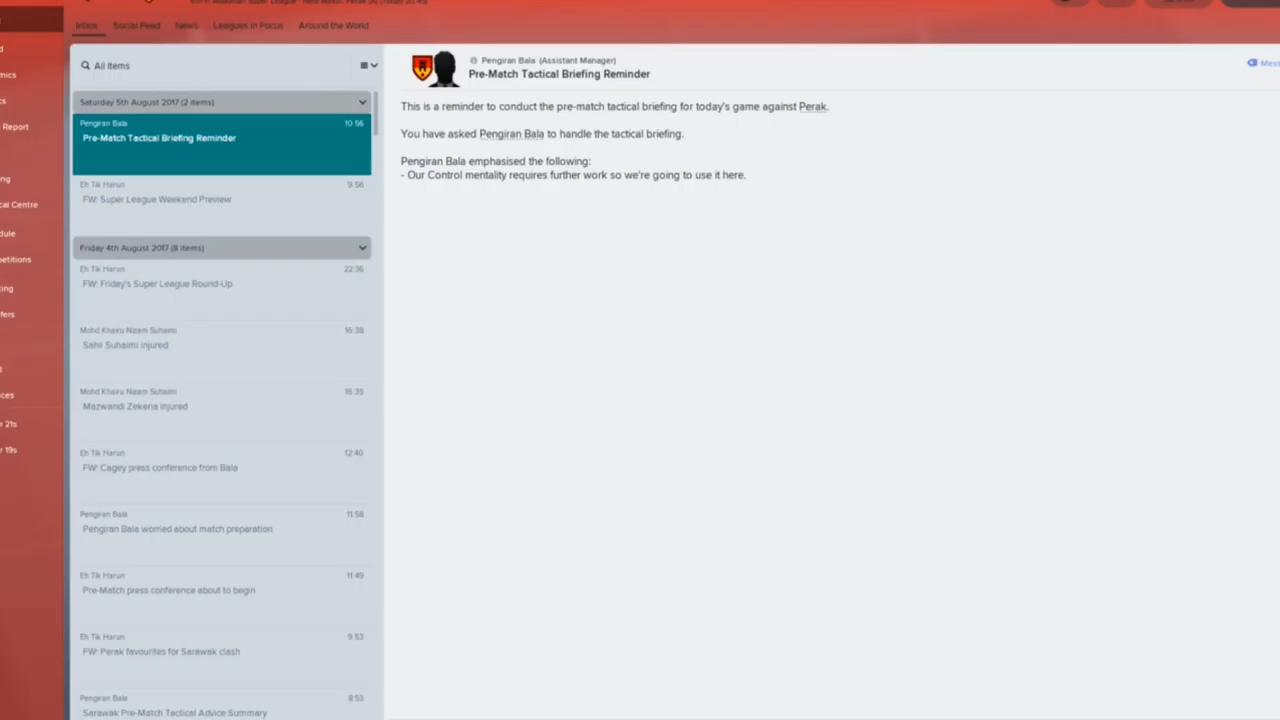 Inbox
Social Feed
News
Leagues in Focus
Around the World
Report
cal Centre
r 21s
r 19s
All Items
Saturday 5th August 2017 (2 items)
Pengiran Bala 10:56
Pre-Match Tactical Briefing Reminder
Eh Tik Harun 9:56
FW: Super League Weekend Preview
Friday 4th August 2017 (8 items)
Eh Tik Harun 22:36
FW: Friday's Super League Round-Up
Mohd Khairu Nizam Suhaimi 16:38
Sahil Suhaimi injured
Mohd Khairu Nizam Suhaimi 16:35
Mazwandi Zekeria injured
Eh Tik Harun 12:40
FW: Cagey press conference from Bala
Pengiran Bala 11:58
Pengiran Bala worried about match preparation
Eh Tik Harun 11:49
Pre-Match press conference about to begin
Eh Tik Harun 9:53
FW: Perak favourites for Sarawak clash
Pengiran Bala 8:53
Sarawak Pre-Match Tactical Advice Summary
Pengiran Bala (Assistant Manager)
Pre-Match Tactical Briefing Reminder
This is a reminder to conduct the pre-match tactical briefing for today's game against Perak.
You have asked Pengiran Bala to handle the tactical briefing.
Pengiran Bala emphasised the following:
- Our Control mentality requires further work so we're going to use it here.